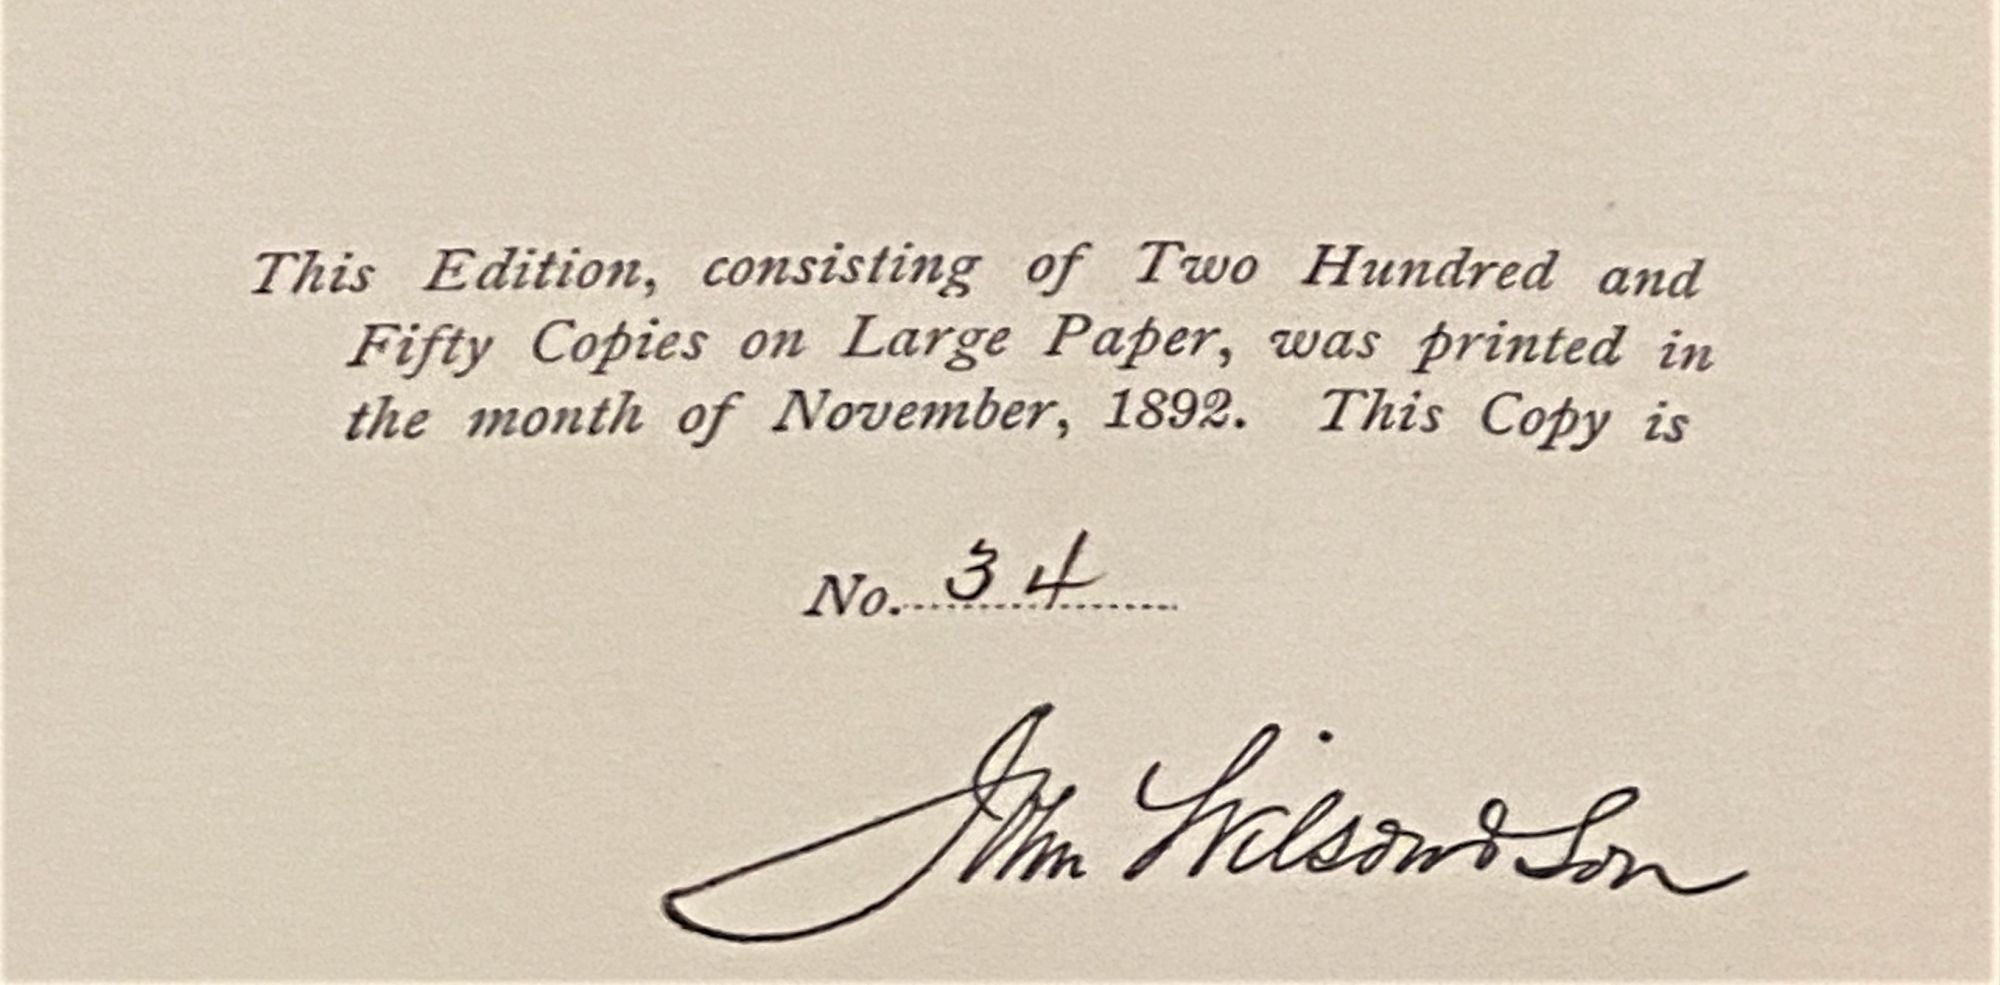 This Edition, consisting of Two Hundred and
Fifty Copies on Large Paper, was printed in
the month of November, 1892. This Copy is
No. 34
John Wilson & Son